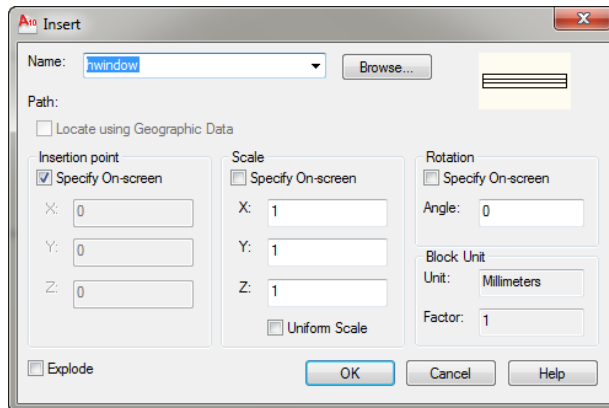 A10 Insert
Name: hwindow Browse...
Path:
Locate using Geographic Data
Insertion point
Specify On-screen
X: 0
Y: 0
Z: 0
Scale
Specify On-screen
X: 1
Y: 1
Z: 1
Uniform Scale
Rotation
Specify On-screen
Angle: 0
Block Unit
Unit: Millimeters
Factor: 1
Explode
OK Cancel Help